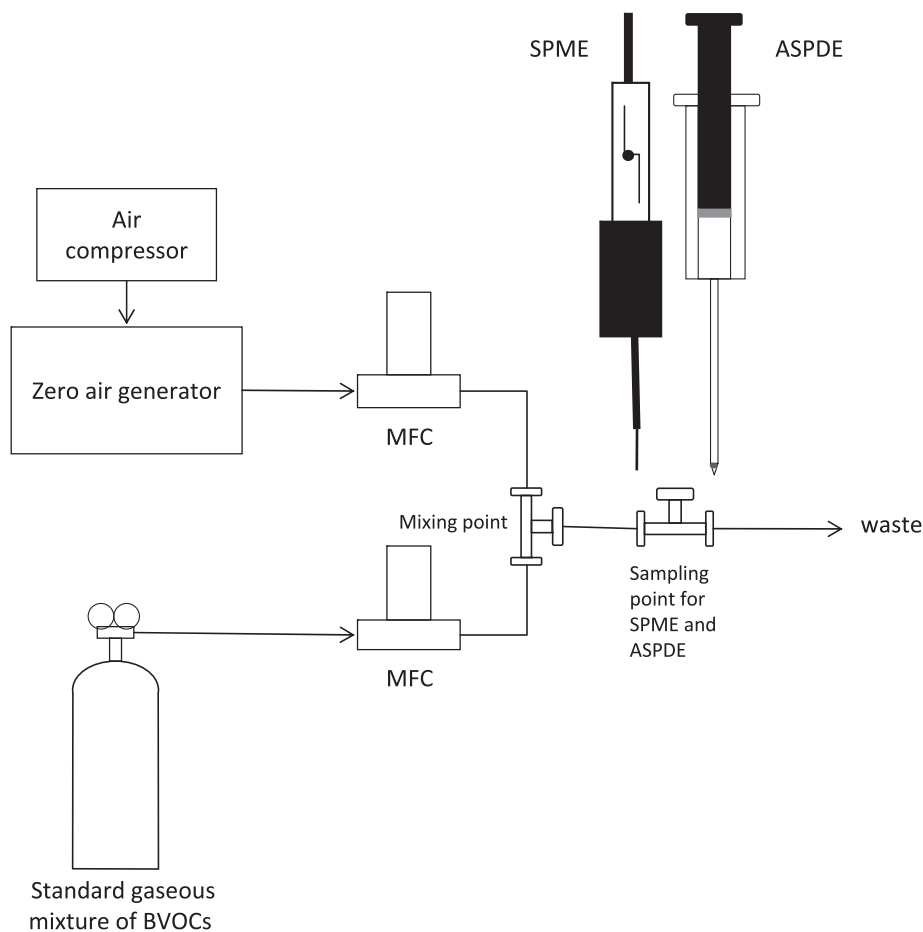 SPME
ASPDE
Air
compressor
Zero air generator
MFC
Mixing point
waste
Sampling
point for
SPME and
ASPDE
MFC
Standard gaseous
mixture of BVOCs